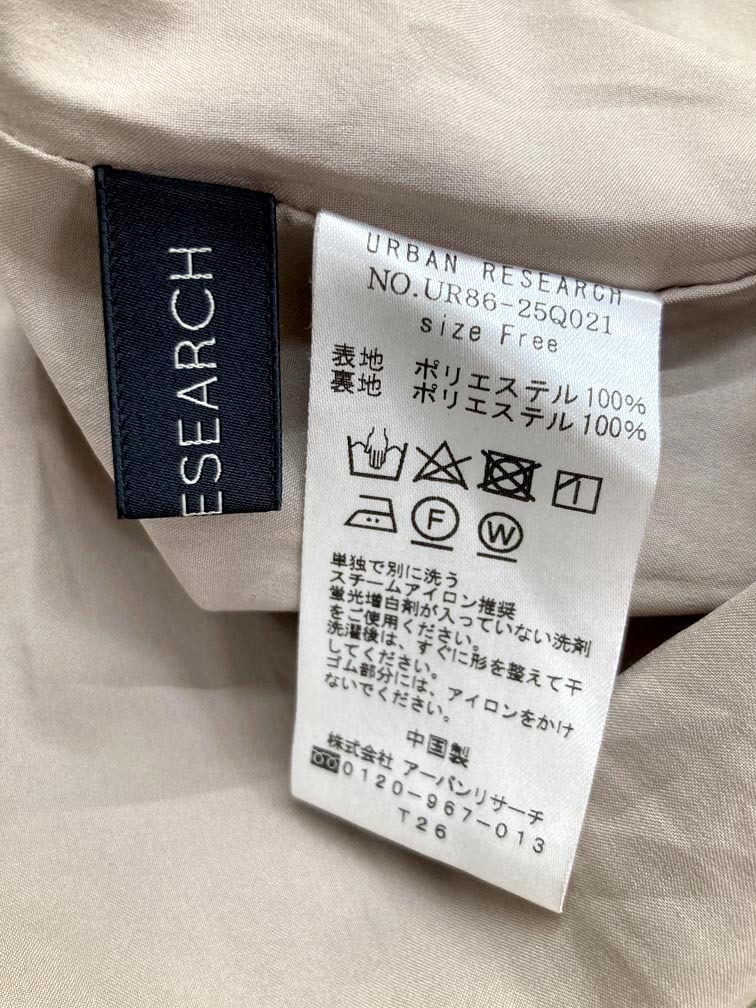 ESEARCH
URBAN RESEARCH
NO.UR86-25Q021
size Free
表地 ポリエステル100%
裏地 ポリエステル100%
F W
単独で別に洗う
スチームアイロン推奨
蛍光増白剤が入っていない洗剤
をご使用ください。
洗濯後は、すぐに形を整えて干
してください。
ゴム部分には、アイロンをかけ
ないでください。
中国製
株式会社 アーバンリサーチ
0120-967-013
T26